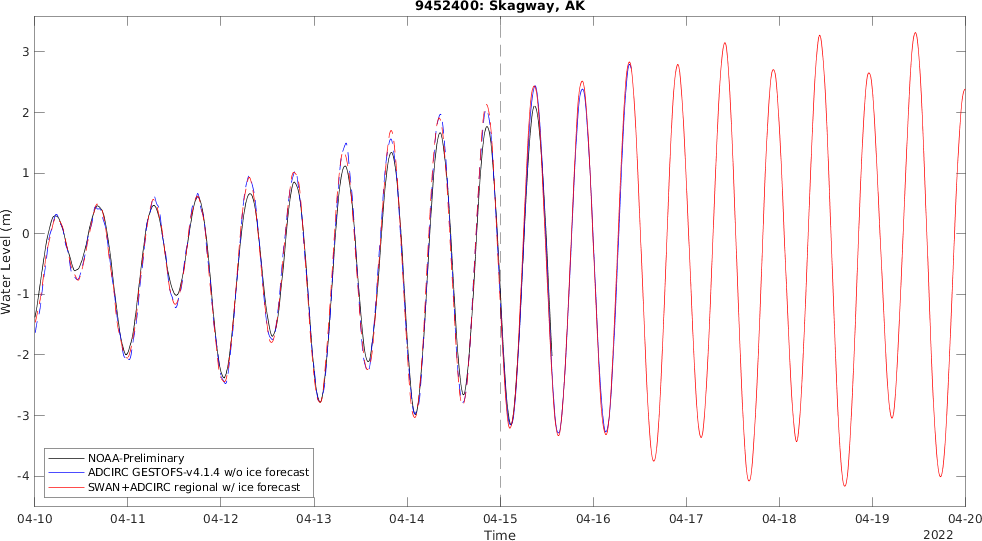 9452400: Skagway, AK
3
2
1
0
-1
-2
-3
-4
Water Level (m)
NOAA-Preliminary
ADCIRC GESTOFS-v4.1.4 w/o ice forecast
SWAN+ADCIRC regional w/ ice forecast
04-10 04-11 04-12 04-13 04-14 04-15 04-16 04-17 04-18 04-19 04-20
Time
2022